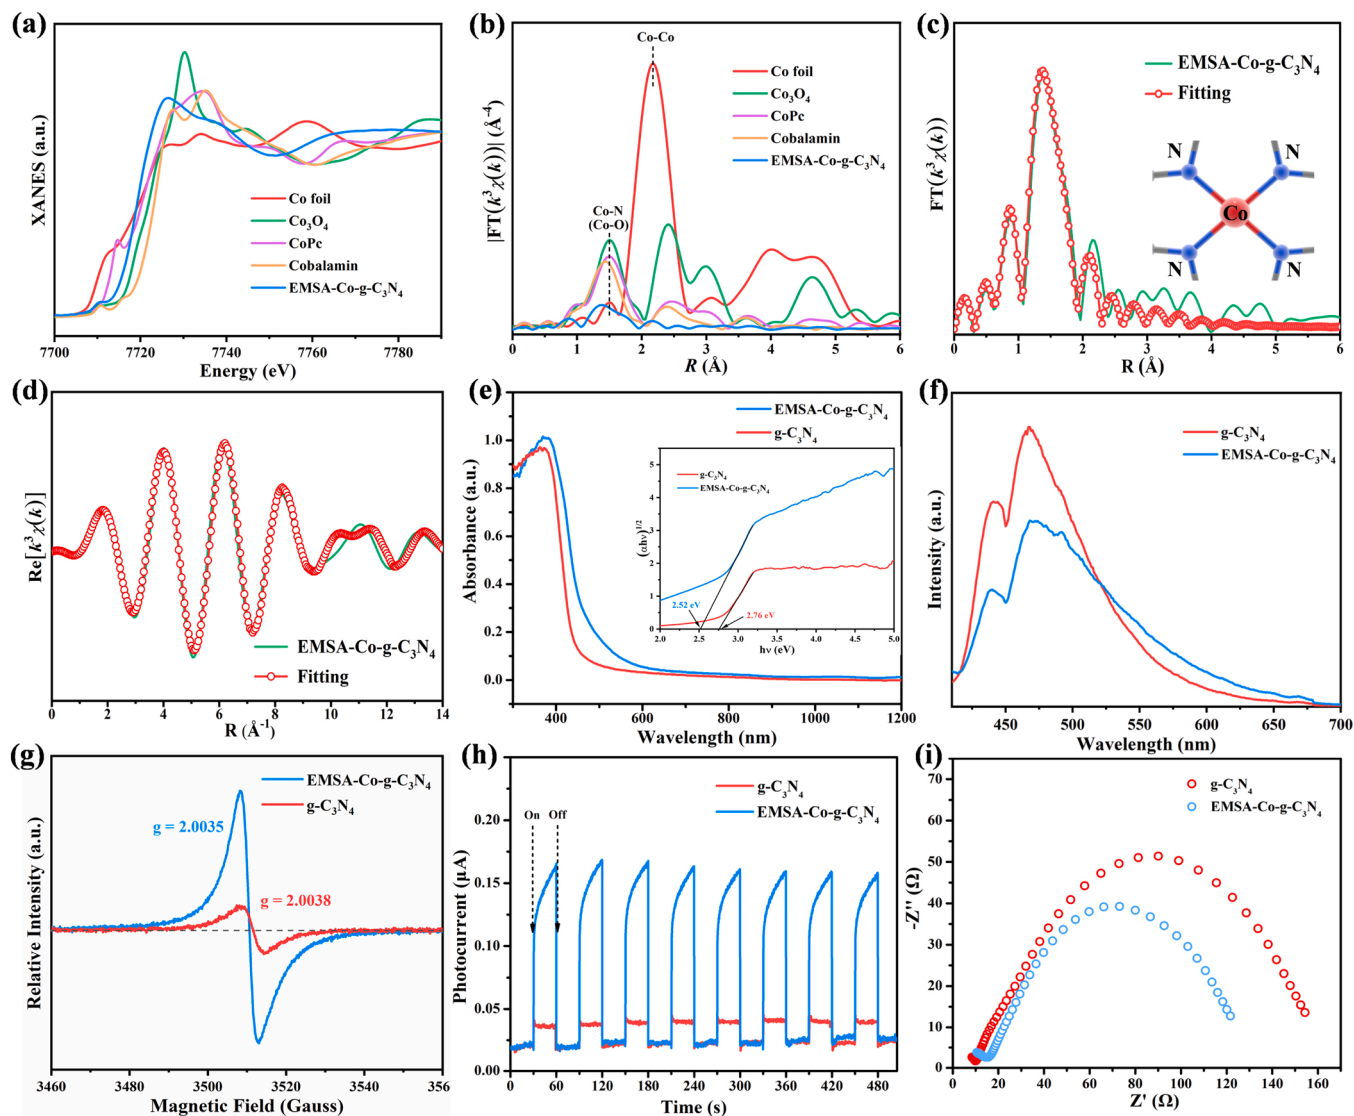 (a)
XANES (a.u.)
Co foil
Co₃O₄
CoPc
Cobalamin
EMSA-Co-g-C₃N₄
7700 7720 7740 7760 7780
Energy (eV)
(b)
|FT(k³χ(k))| (Å⁻⁴)
Co-Co
Co-N
(Co-O)
Co foil
Co₃O₄
CoPc
Cobalamin
EMSA-Co-g-C₃N₄
0 1 2 3 4 5 6
R (Å)
(c)
FT(k³χ(k))
EMSA-Co-g-C₃N₄
Fitting
N N
Co
N N
0 1 2 3 4 5 6
R (Å)
(d)
Re[k³χ(k)]
EMSA-Co-g-C₃N₄
Fitting
0 2 4 6 8 10 12 14
R (Å⁻¹)
(e)
Absorbance (a.u.)
1.0
0.8
0.6
0.4
0.2
0.0
EMSA-Co-g-C₃N₄
g-C₃N₄
(αhν)¹/²
5
4
3
2
1
0
g-C₃N₄
EMSA-Co-g-C₃N₄
2.52 eV
2.76 eV
2.0 2.5 3.0 3.5 4.0 4.5 5.0
hν (eV)
400 600 800 1000 1200
Wavelength (nm)
(f)
Intensity (a.u.)
g-C₃N₄
EMSA-Co-g-C₃N₄
450 500 550 600 650 700
Wavelength (nm)
(g)
Relative Intensity (a.u.)
EMSA-Co-g-C₃N₄
g-C₃N₄
g = 2.0035
g = 2.0038
3460 3480 3500 3520 3540 356
Magnetic Field (Gauss)
(h)
Photocurrent (μA)
0.20
0.15
0.10
0.05
0.00
g-C₃N₄
EMSA-Co-g-C₃N₄
On Off
0 60 120 180 240 300 360 420 480
Time (s)
(i)
-Z'' (Ω)
75
70
60
50
40
30
20
10
0
g-C₃N₄
EMSA-Co-g-C₃N₄
0 20 40 60 80 100 120 140 160
Z' (Ω)